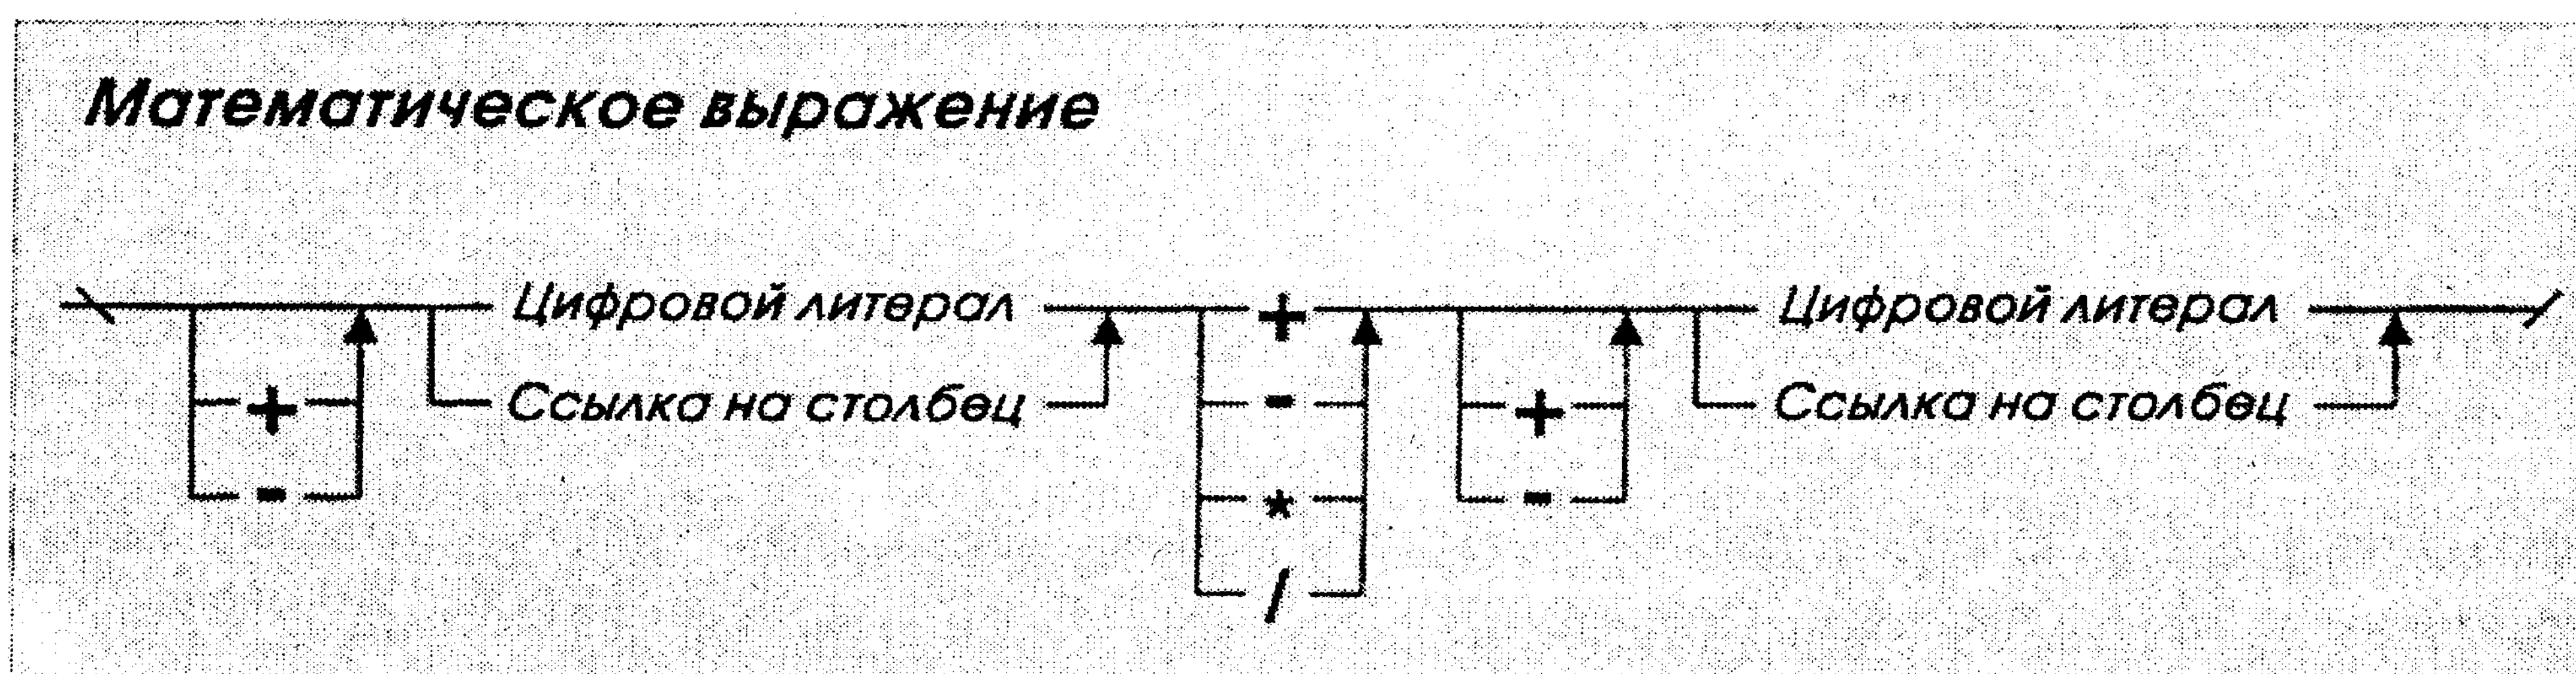 Математическое выражение
Цифровой литерал + Цифровой литерал
+ Ссылка на столбец - + Ссылка на столбец
- * -
/